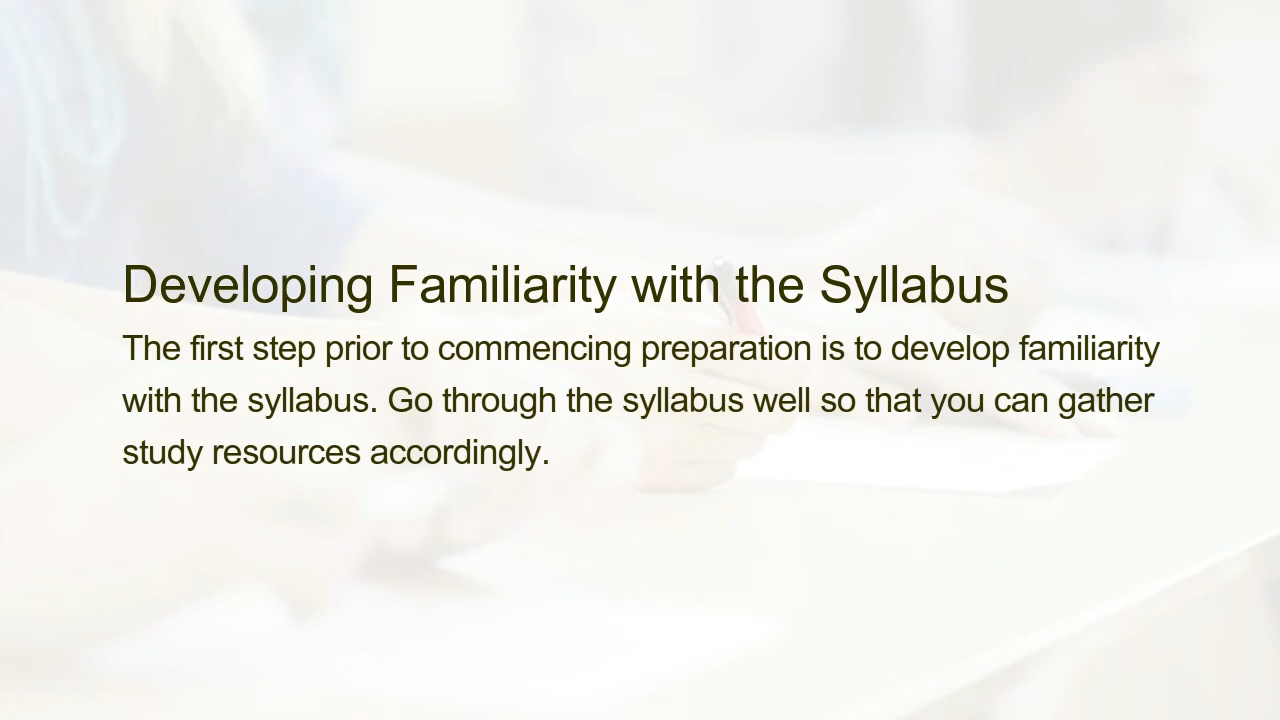 Developing Familiarity with the Syllabus
The first step prior to commencing preparation is to develop familiarity
with the syllabus. Go through the syllabus well so that you can gather
study resources accordingly.